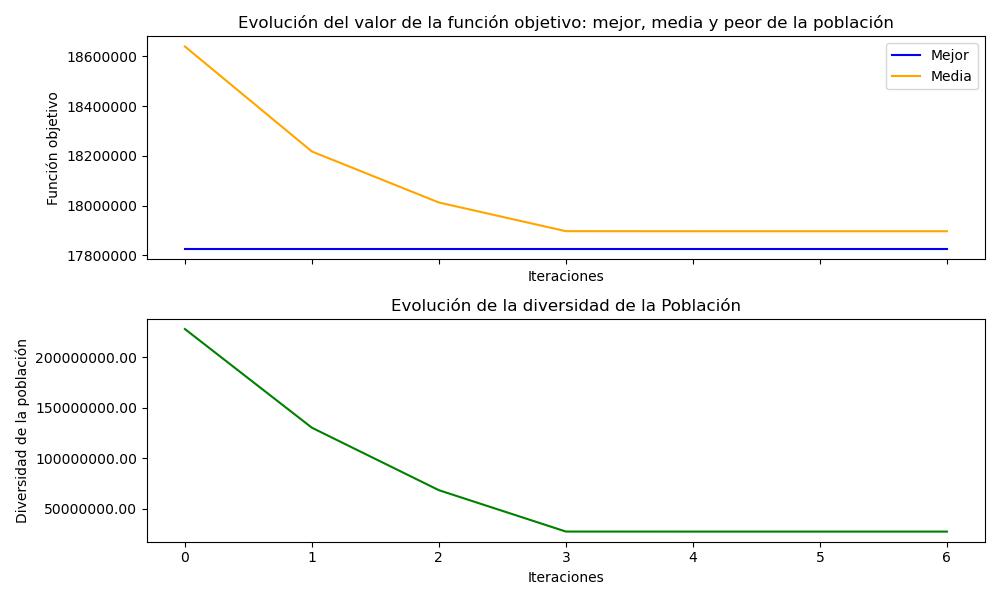 Evolución del valor de la función objetivo: mejor, media y peor de la población
Mejor
Media
18600000
18400000
18200000
18000000
17800000
Función objetivo
Iteraciones
Evolución de la diversidad de la Población
200000000.00
150000000.00
100000000.00
50000000.00
Diversidad de la población
0 1 2 3 4 5 6
Iteraciones